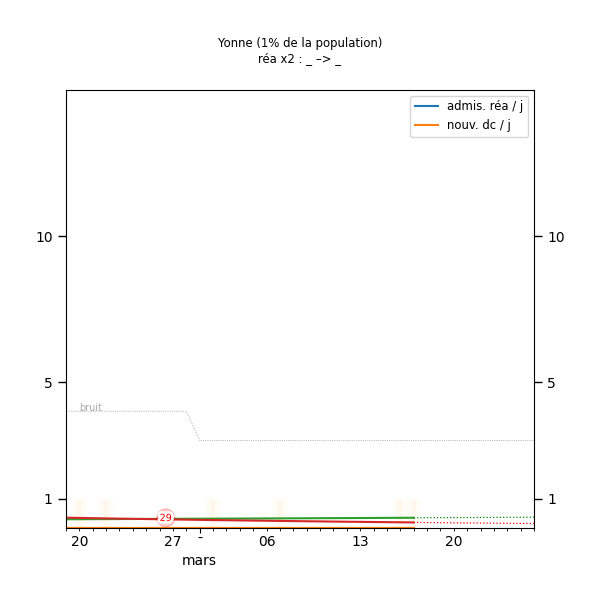 Yonne (1% de la population)
réa x2 : _ –> _
admis. réa / j
nouv. dc / j
10 10
5 5
bruit
1 1
29
20 27 - 06 13 20
mars